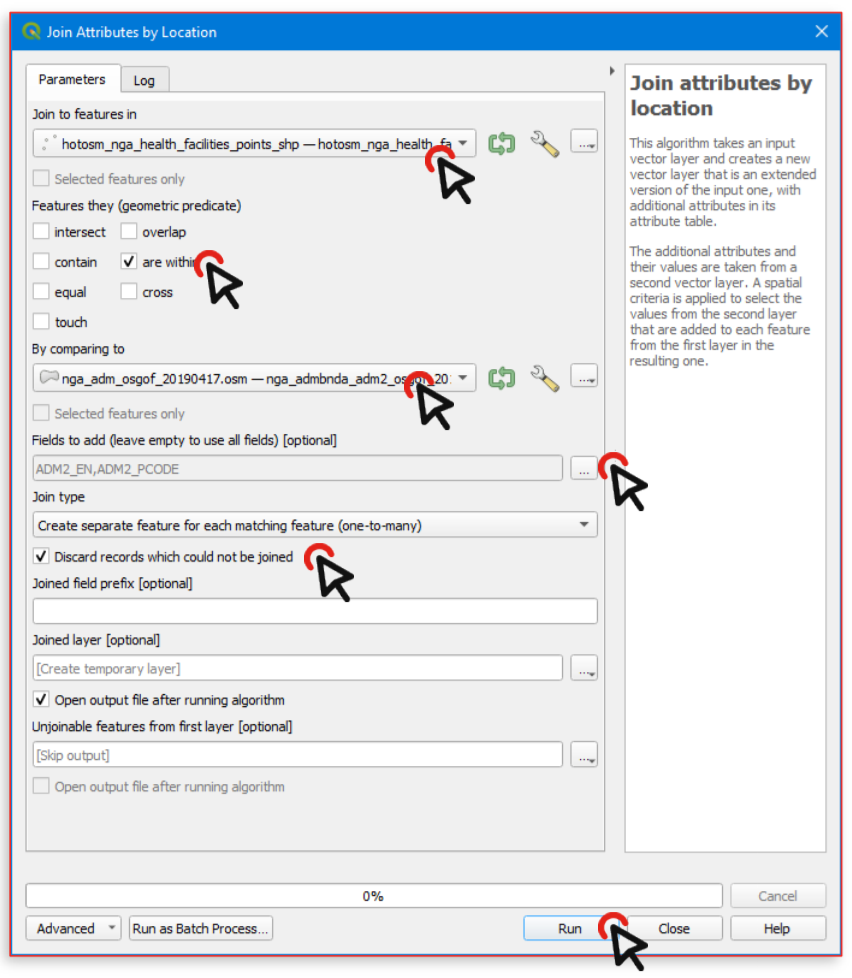 Join Attributes by Location
Parameters
Log
Join to features in
hotosm_nga_health_facilities_points_shp — hotosm_nga_health_fa
...
Selected features only
Features they (geometric predicate)
intersect
overlap
contain
are within
equal
cross
touch
By comparing to
nga_adm_osgof_20190417.osm — nga_admbnda_adm2_osgof_20
...
Selected features only
Fields to add (leave empty to use all fields) [optional]
ADM2_EN,ADM2_PCODE
...
Join type
Create separate feature for each matching feature (one-to-many)
Discard records which could not be joined
Joined field prefix [optional]
Joined layer [optional]
[Create temporary layer]
...
Open output file after running algorithm
Unjoinable features from first layer [optional]
[Skip output]
...
Open output file after running algorithm
Join attributes by
location
This algorithm takes an input
vector layer and creates a new
vector layer that is an extended
version of the input one, with
additional attributes in its
attribute table.
The additional attributes and
their values are taken from a
second vector layer. A spatial
criteria is applied to select the
values from the second layer
that are added to each feature
from the first layer in the
resulting one.
0%
Cancel
Advanced
Run as Batch Process...
Run
Close
Help